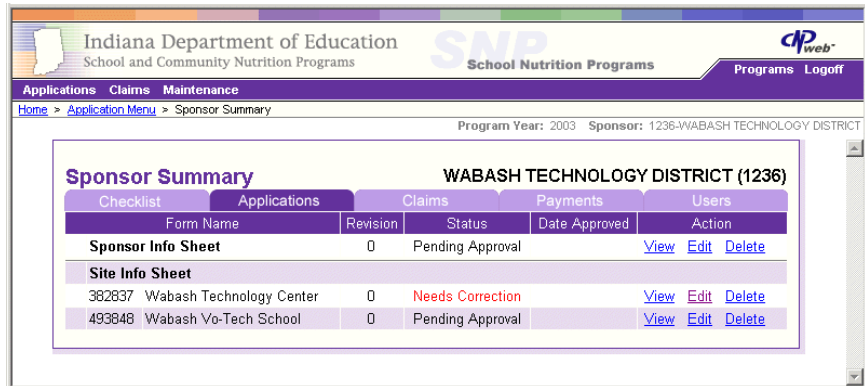 Indiana Department of Education
School and Community Nutrition Programs
SNP
School Nutrition Programs
CNPweb
Programs Logoff
Applications Claims Maintenance
Home > Application Menu > Sponsor Summary
Program Year: 2003 Sponsor: 1236-WABASH TECHNOLOGY DISTRICT
Sponsor Summary WABASH TECHNOLOGY DISTRICT (1236)
Checklist Applications Claims Payments Users
Form Name Revision Status Date Approved Action
Sponsor Info Sheet 0 Pending Approval View Edit Delete
Site Info Sheet
382837 Wabash Technology Center 0 Needs Correction View Edit Delete
493848 Wabash Vo-Tech School 0 Pending Approval View Edit Delete